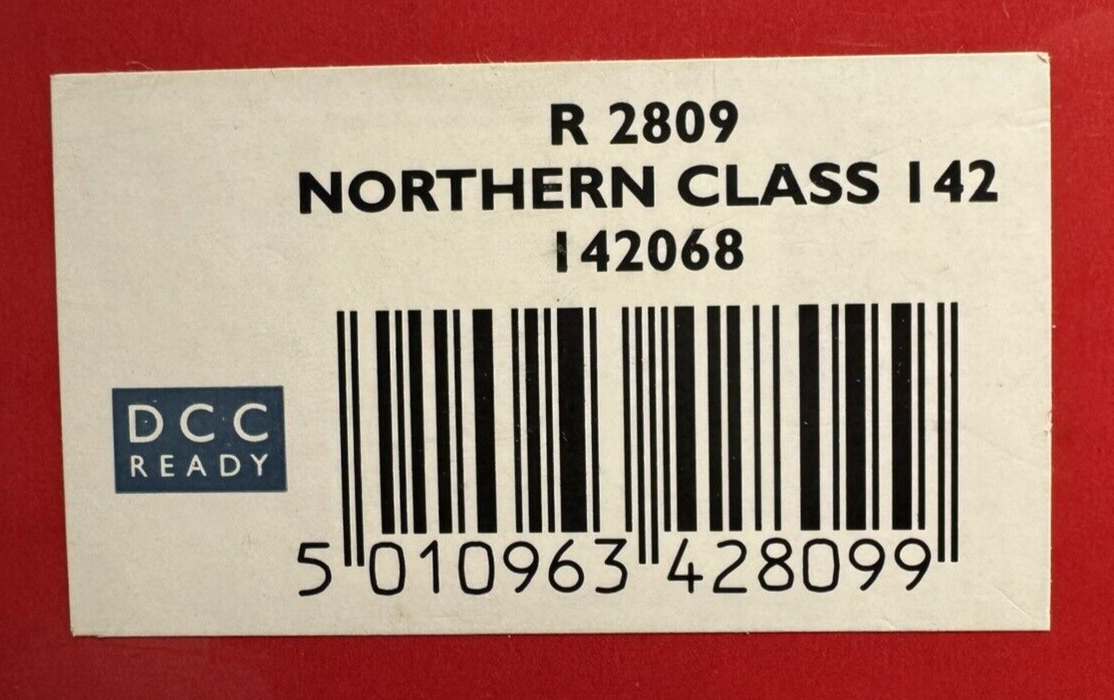 R 2809
NORTHERN CLASS 142
142068
DCC
READY
5 010963 428099